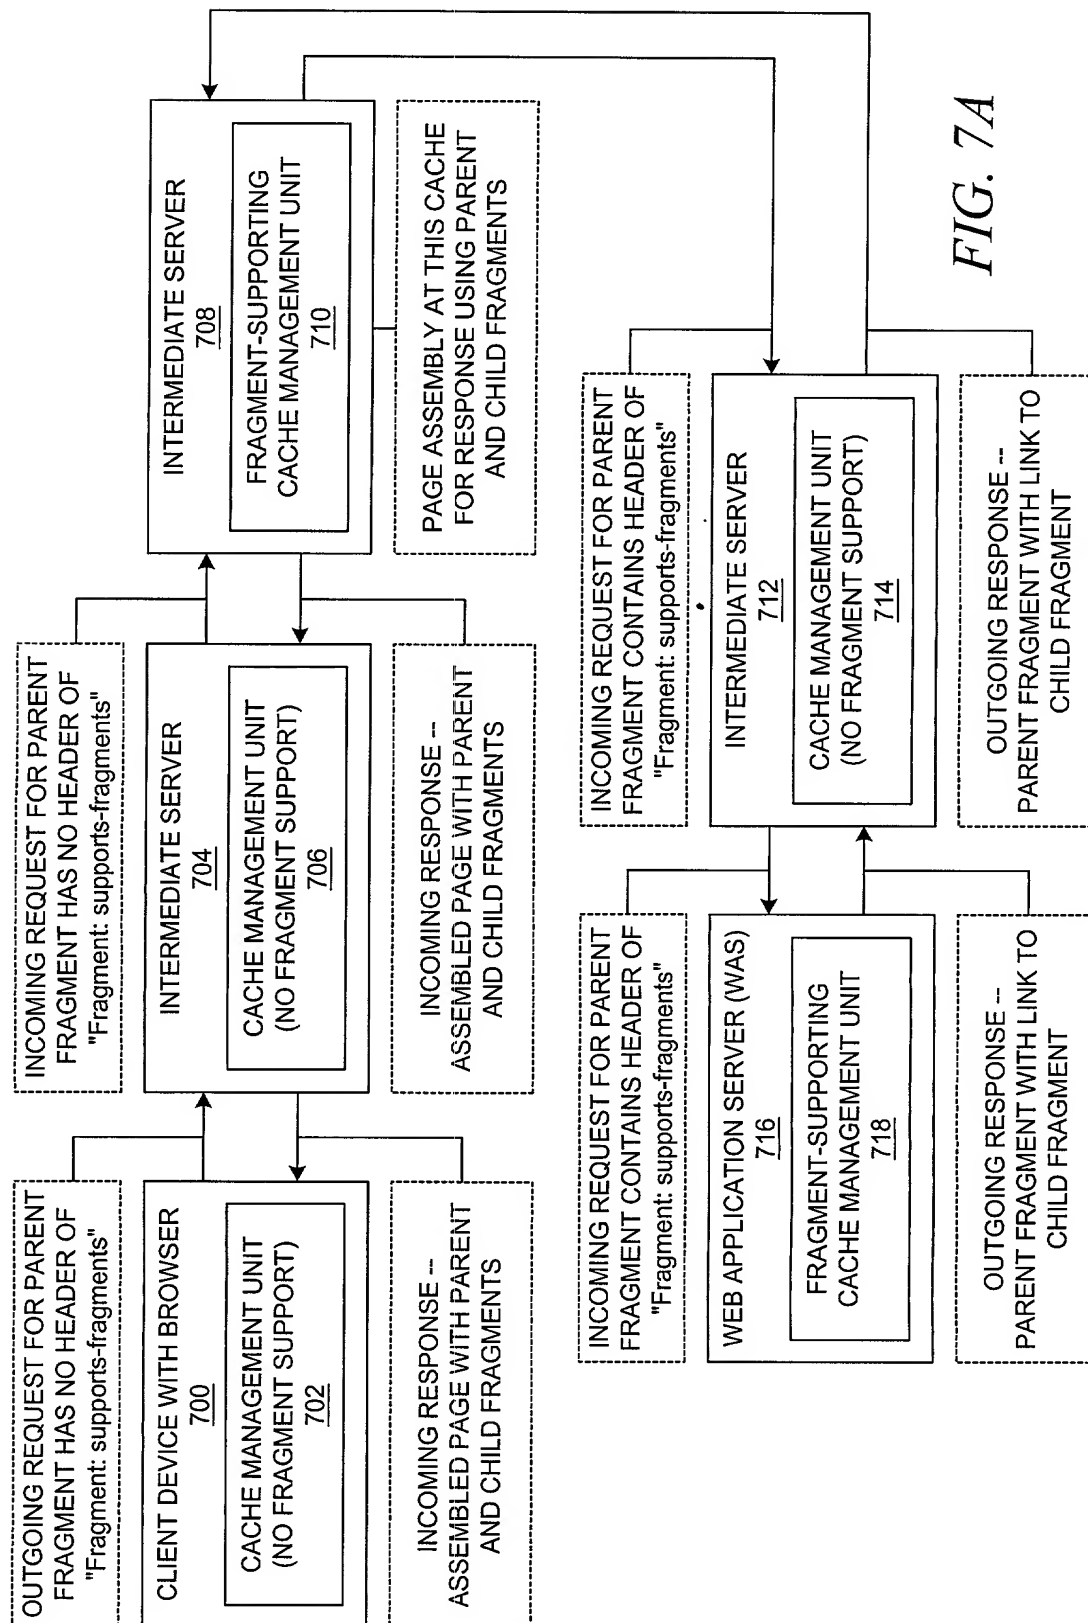 OUTGOING REQUEST FOR PARENT
FRAGMENT HAS NO HEADER OF
"Fragment: supports-fragments"
CLIENT DEVICE WITH BROWSER
700
CACHE MANAGEMENT UNIT
(NO FRAGMENT SUPPORT)
702
INCOMING RESPONSE --
ASSEMBLED PAGE WITH PARENT
AND CHILD FRAGMENTS
INCOMING REQUEST FOR PARENT
FRAGMENT HAS NO HEADER OF
"Fragment: supports-fragments"
INTERMEDIATE SERVER
704
CACHE MANAGEMENT UNIT
(NO FRAGMENT SUPPORT)
706
INCOMING RESPONSE --
ASSEMBLED PAGE WITH PARENT
AND CHILD FRAGMENTS
INTERMEDIATE SERVER
708
FRAGMENT-SUPPORTING
CACHE MANAGEMENT UNIT
710
PAGE ASSEMBLY AT THIS CACHE
FOR RESPONSE USING PARENT
AND CHILD FRAGMENTS
INCOMING REQUEST FOR PARENT
FRAGMENT CONTAINS HEADER OF
"Fragment: supports-fragments"
WEB APPLICATION SERVER (WAS)
716
FRAGMENT-SUPPORTING
CACHE MANAGEMENT UNIT
718
OUTGOING RESPONSE --
PARENT FRAGMENT WITH LINK TO
CHILD FRAGMENT
INCOMING REQUEST FOR PARENT
FRAGMENT CONTAINS HEADER OF
"Fragment: supports-fragments"
INTERMEDIATE SERVER
712
CACHE MANAGEMENT UNIT
(NO FRAGMENT SUPPORT)
714
OUTGOING RESPONSE --
PARENT FRAGMENT WITH LINK TO
CHILD FRAGMENT
FIG. 7A